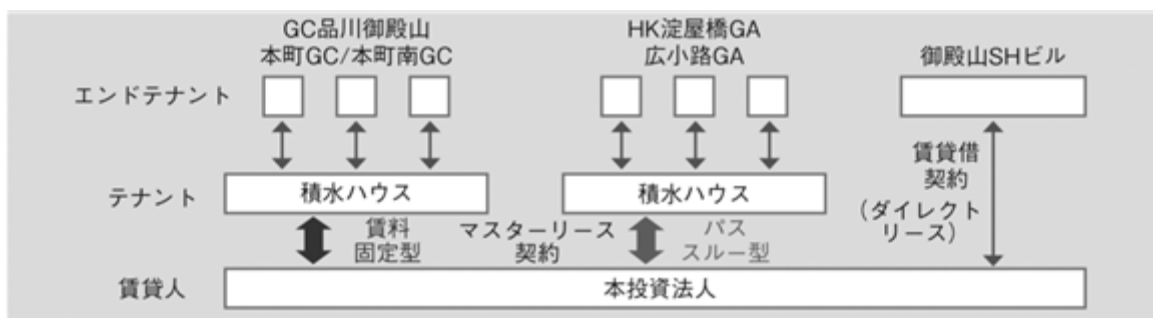 GC品川御殿山
本町GC/本町南GC
HK淀屋橋GA
広小路GA
御殿山SHビル
エンドテナント
テナント
積水ハウス
積水ハウス
賃貸借
契約
(ダイレクト
リース)
賃料
固定型
マスターリース
契約
パス
スルー型
賃貸人
本投資法人